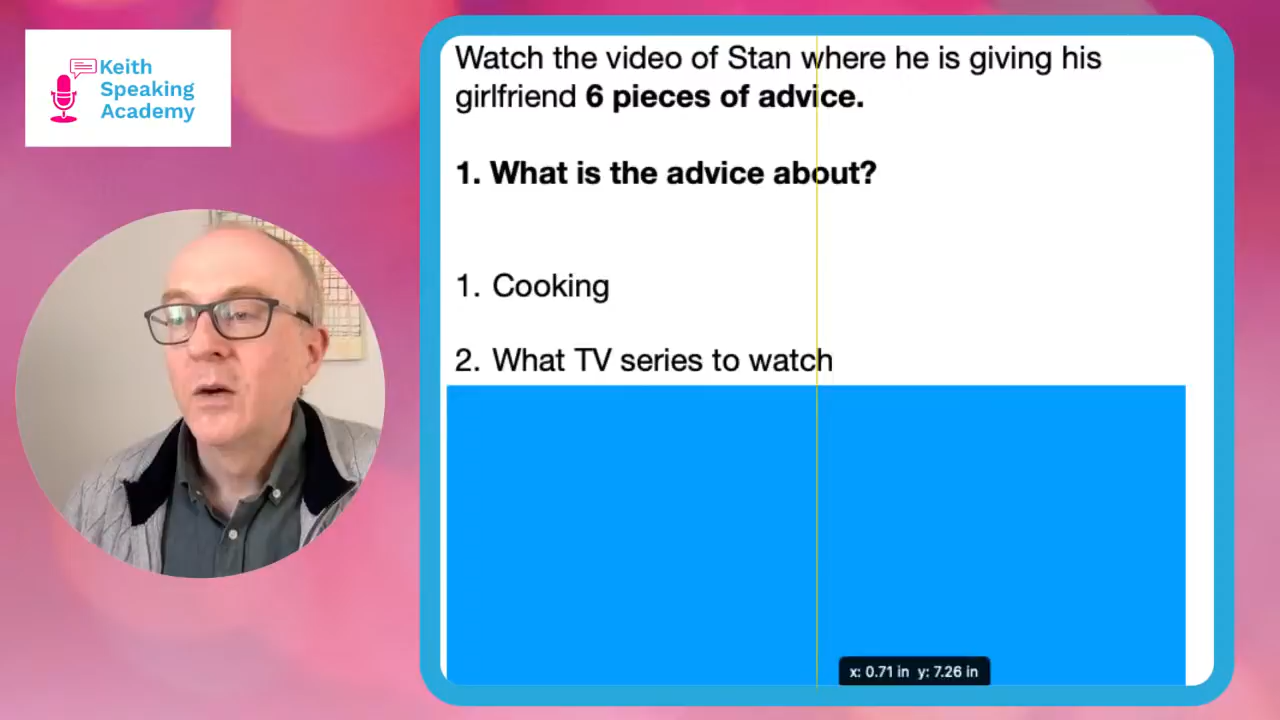 Keith
Speaking
Academy
Watch the video of Stan where he is giving his
girlfriend 6 pieces of advice.
1. What is the advice about?
1. Cooking
2. What TV series to watch
x: 0.71 in y: 7.26 in